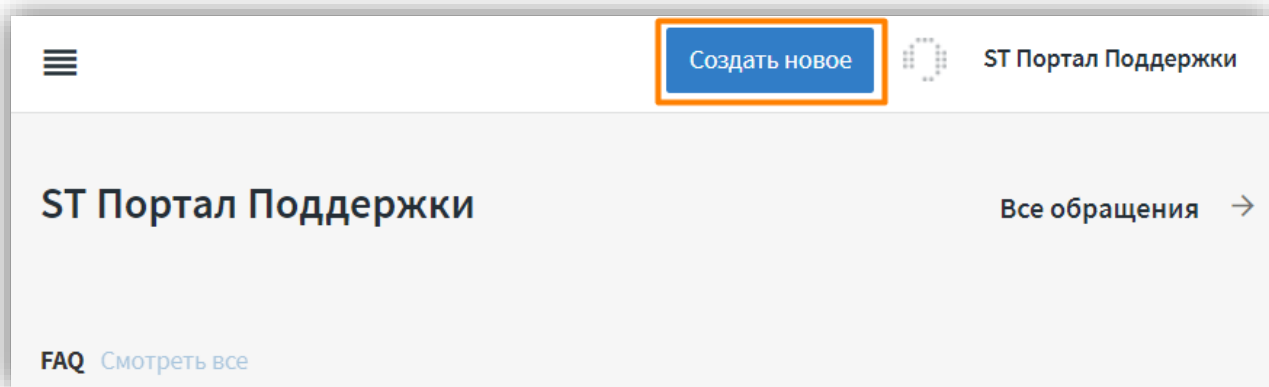 Создать новое
ST Портал Поддержки
ST Портал Поддержки
Все обращения
FAQ Смотреть все